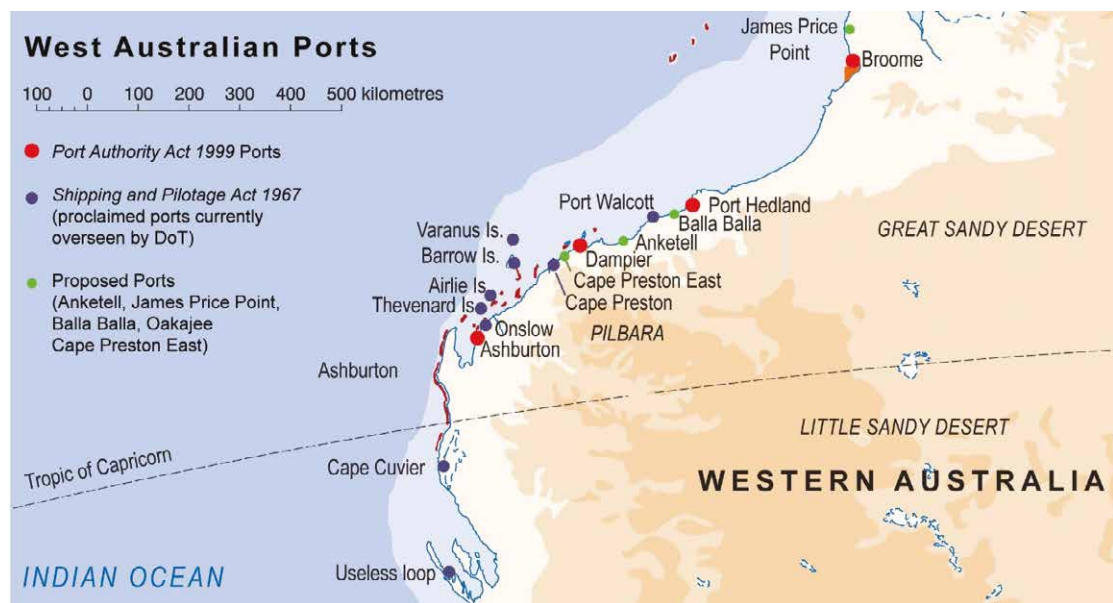 West Australian Ports
100 0 100 200 300 400 500 kilometres
Port Authority Act 1999 Ports
Shipping and Pilotage Act 1967
(proclaimed ports currently
overseen by DoT)
Proposed Ports
(Anketell, James Price Point,
Balla Balla, Oakajee
Cape Preston East)
James Price
Point
Broome
Port Walcott
Port Hedland
Balla Balla
Anketell
Dampier
Cape Preston East
Cape Preston
Varanus Is.
Barrow Is.
Airlie Is.
Thevenard Is
Onslow
Ashburton
Ashburton
PILBARA
GREAT SANDY DESERT
LITTLE SANDY DESERT
Tropic of Capricorn
Cape Cuvier
WESTERN AUSTRALIA
Useless loop
INDIAN OCEAN